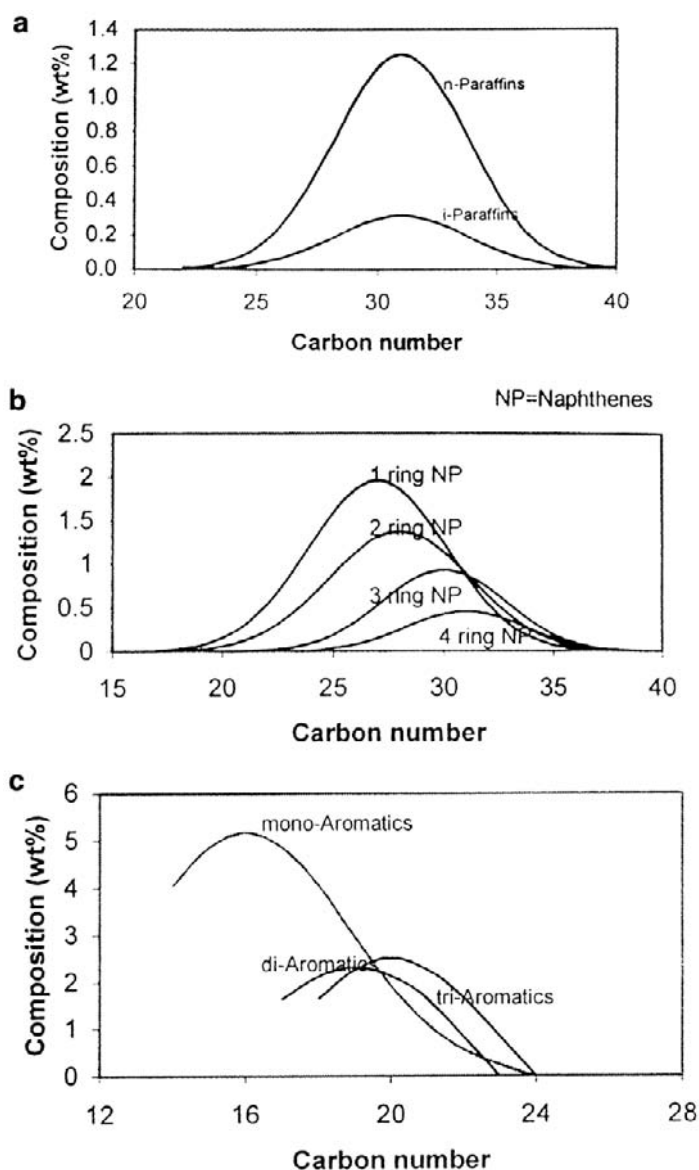 a
1.4
1.2
1.0
0.8
0.6
0.4
0.2
0.0
Composition (wt%)
n-Paraffins
i-Paraffins
20 25 30 35 40
Carbon number
b
NP=Naphthenes
2.5
2
1.5
1
0.5
0
Composition (wt%)
1 ring NP
2 ring NP
3 ring NP
4 ring NP
15 20 25 30 35 40
Carbon number
c
6
5
4
3
2
1
0
Composition (wt%)
mono-Aromatics
di-Aromatics
tri-Aromatics
12 16 20 24 28
Carbon number